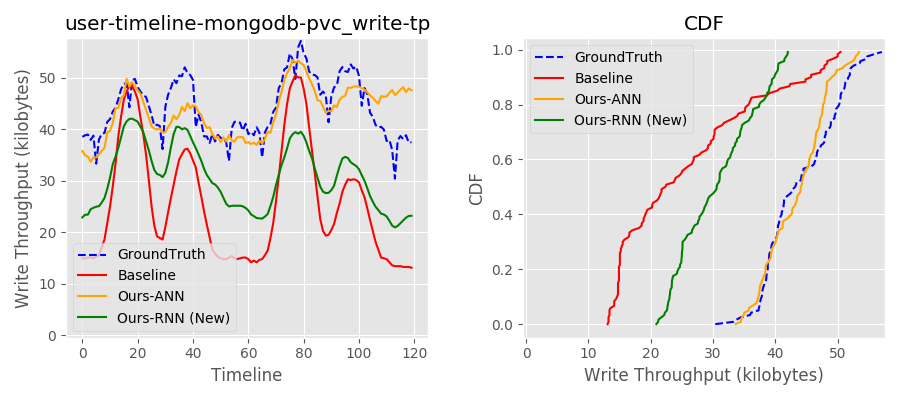 user-timeline-mongodb-pvc_write-tp
Write Throughput (kilobytes)
50
40
30
20
10
0
GroundTruth
Baseline
Ours-ANN
Ours-RNN (New)
0
20
40
60
80
100
120
Timeline
CDF
CDF
1.0
0.8
0.6
0.4
0.2
0.0
GroundTruth
Baseline
Ours-ANN
Ours-RNN (New)
0
10
20
30
40
50
Write Throughput (kilobytes)